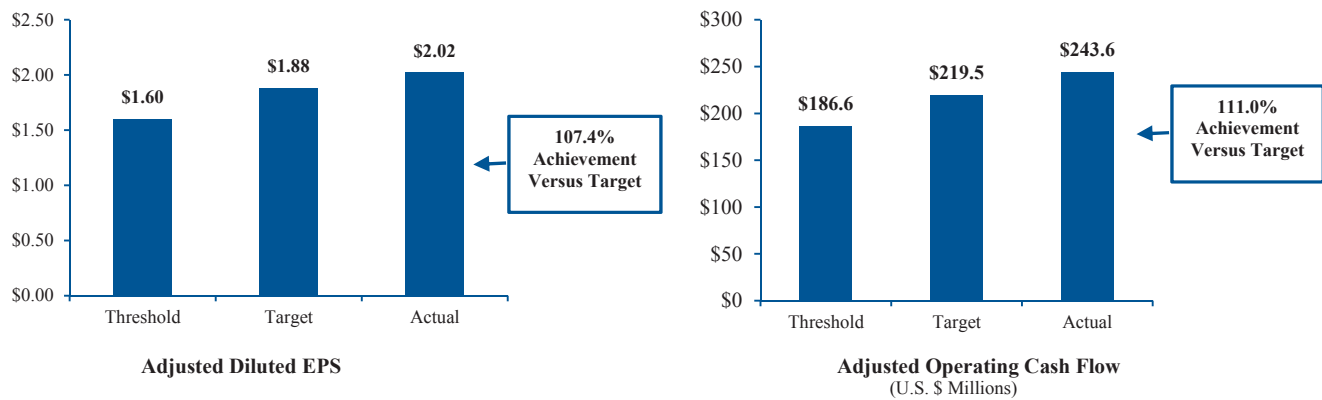 $2.50
$2.00
$1.50
$1.00
$0.50
$0.00
$1.60
$1.88
$2.02
107.4%
Achievement
Versus Target
Threshold
Target
Actual
Adjusted Diluted EPS
$300
$250
$200
$150
$100
$50
$0
$186.6
$219.5
$243.6
111.0%
Achievement
Versus Target
Threshold
Target
Actual
Adjusted Operating Cash Flow
(U.S. $ Millions)